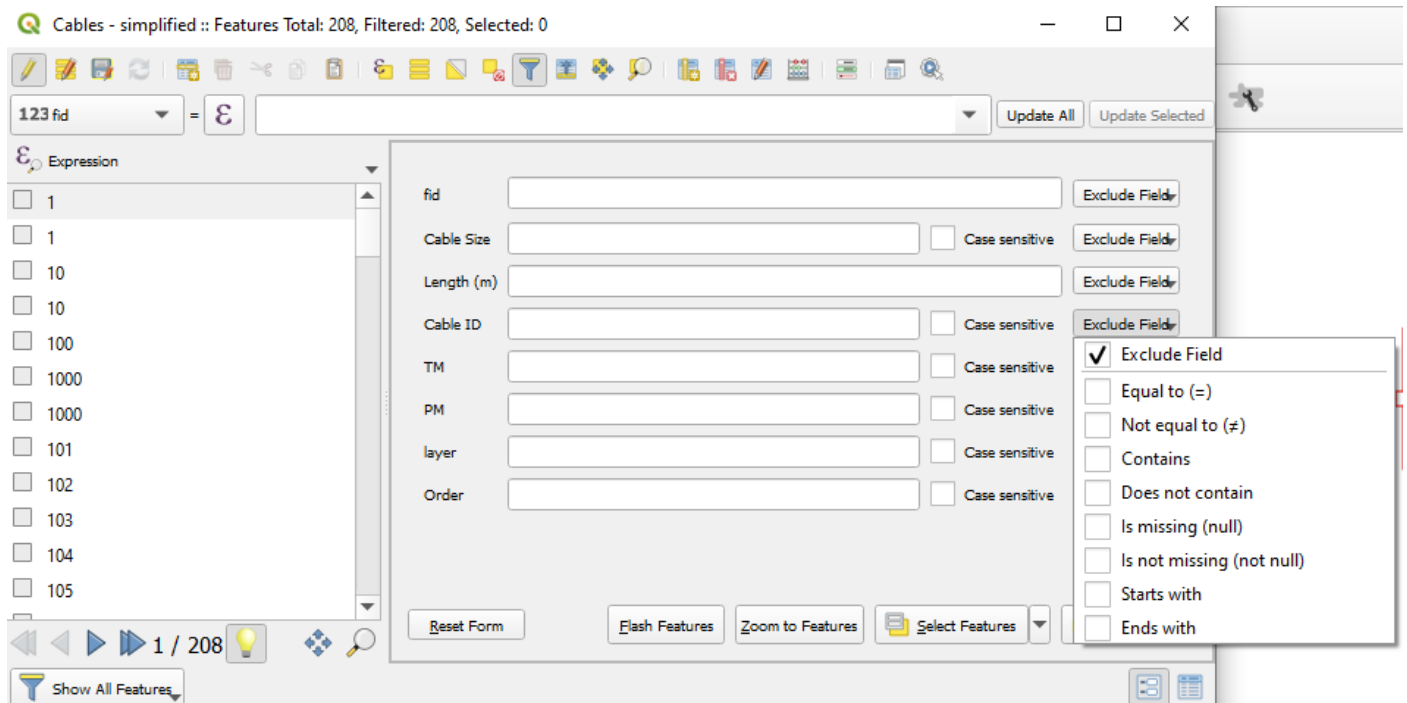 Cables - simplified :: Features Total: 208, Filtered: 208, Selected: 0
123 fid = ε Update All Update Selected
Expression
1
1
10
10
100
1000
1000
101
102
103
104
105
fid Exclude Field
Cable Size Case sensitive Exclude Field
Length (m) Exclude Field
Cable ID Case sensitive Exclude Field
TM Case sensitive
PM Case sensitive
layer Case sensitive
Order Case sensitive
Exclude Field
Equal to (=)
Not equal to (≠)
Contains
Does not contain
Is missing (null)
Is not missing (not null)
Starts with
Ends with
Reset Form Flash Features Zoom to Features Select Features
1 / 208
Show All Features